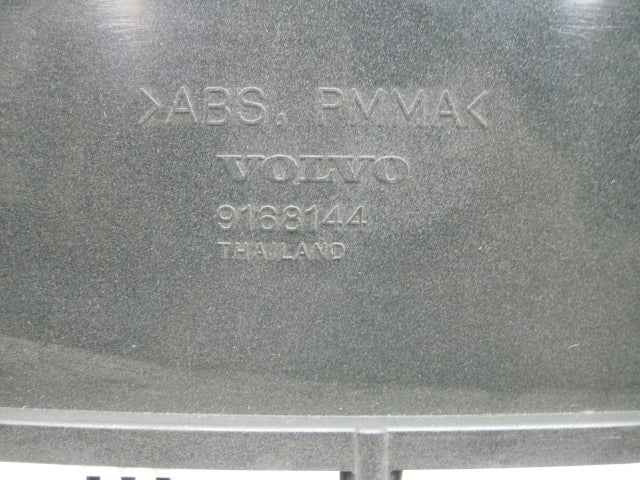 >ABS, PMMA<
VOLVO
9168144
THAILAND